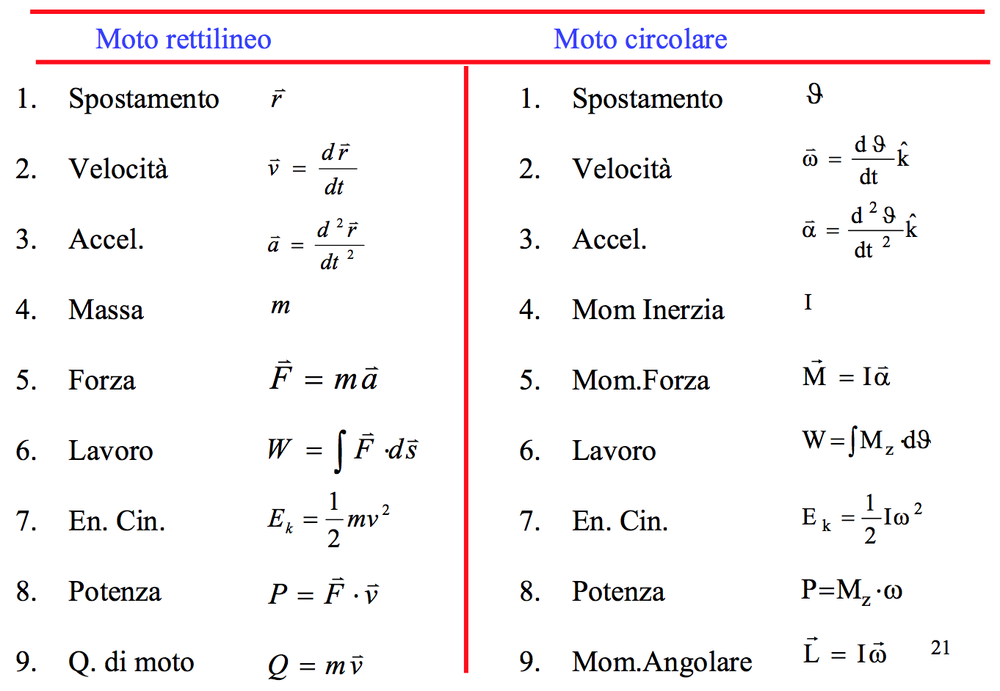 Moto rettilineo
1. Spostamento $\vec{r}$
2. Velocità $\vec{v} = \frac{d\vec{r}}{dt}$
3. Accel. $\vec{a} = \frac{d^2\vec{r}}{dt^2}$
4. Massa $m$
5. Forza $\vec{F} = m\vec{a}$
6. Lavoro $W = \int \vec{F} \cdot d\vec{s}$
7. En. Cin. $E_k = \frac{1}{2}mv^2$
8. Potenza $P = \vec{F} \cdot \vec{v}$
9. Q. di moto $Q = m\vec{v}$
Moto circolare
1. Spostamento $\vartheta$
2. Velocità $\vec{\omega} = \frac{d\vartheta}{dt}\hat{k}$
3. Accel. $\vec{\alpha} = \frac{d^2\vartheta}{dt^2}\hat{k}$
4. Mom Inerzia $I$
5. Mom.Forza $\vec{M} = I\vec{\alpha}$
6. Lavoro $W = \int M_z \cdot d\vartheta$
7. En. Cin. $E_k = \frac{1}{2}I\omega^2$
8. Potenza $P = M_z \cdot \omega$
9. Mom.Angolare $\vec{L} = I\vec{\omega}$
21